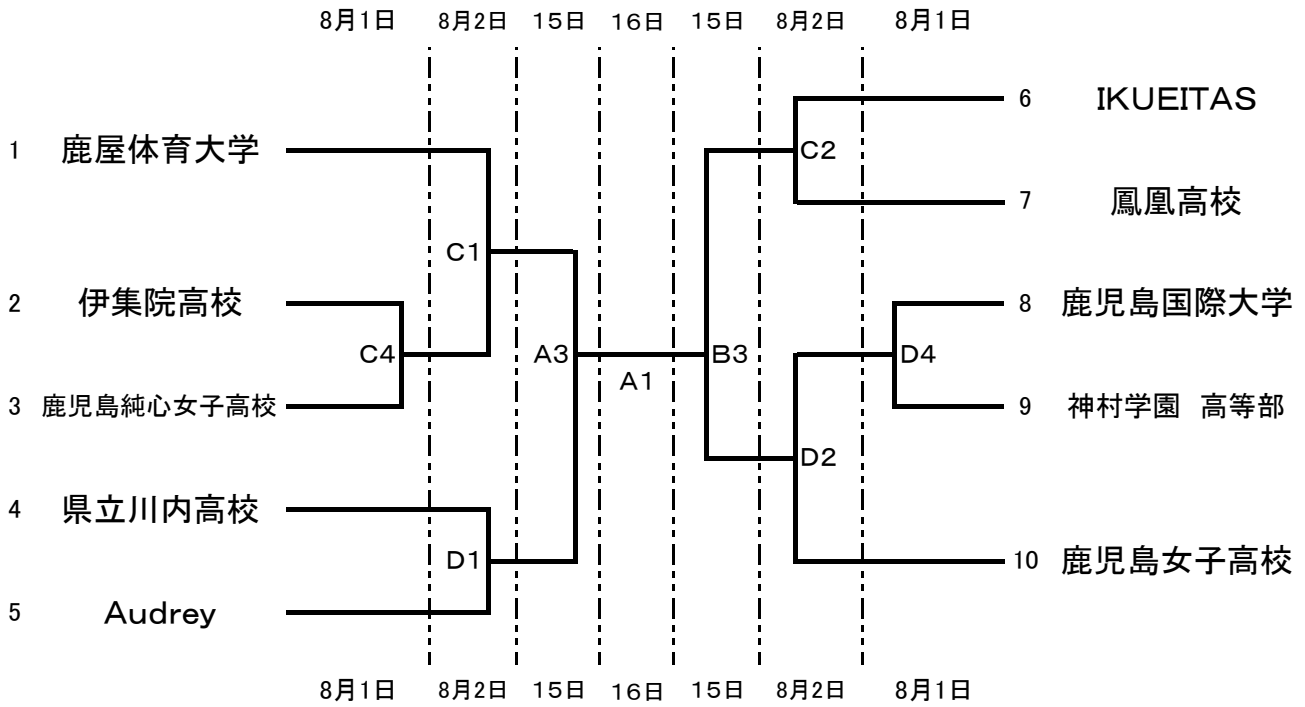 8月1日 8月2日 15日 16日 15日 8月2日 8月1日
6 IKUEITAS
1 鹿屋体育大学
C2
7 鳳凰高校
C1
2 伊集院高校
8 鹿児島国際大学
C4 A3 B3 D4
A1
3 鹿児島純心女子高校
9 神村学園 高等部
D2
4 県立川内高校
D1
10 鹿児島女子高校
5 Audrey
8月1日 8月2日 15日 16日 15日 8月2日 8月1日